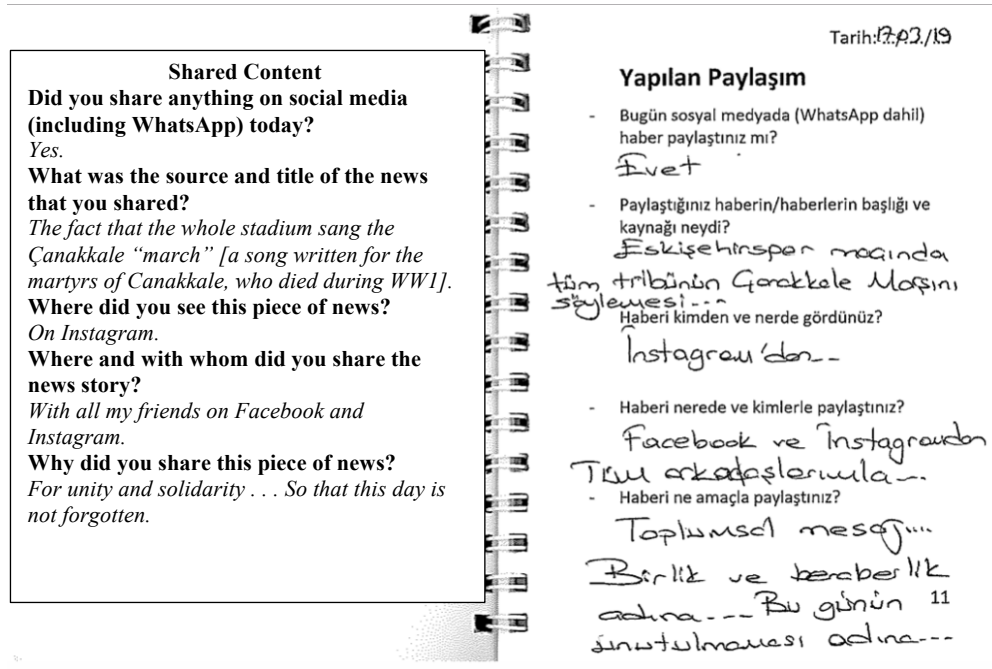 Shared Content
Did you share anything on social media
(including WhatsApp) today?
Yes.
What was the source and title of the news
that you shared?
The fact that the whole stadium sang the
Çanakkale “march” [a song written for the
martyrs of Canakkale, who died during WW1].
Where did you see this piece of news?
On Instagram.
Where and with whom did you share the
news story?
With all my friends on Facebook and
Instagram.
Why did you share this piece of news?
For unity and solidarity . . . So that this day is
not forgotten.
Tarih:17.03./19
Yapılan Paylaşım
- Bugün sosyal medyada (WhatsApp dahil)
haber paylaştınız mı?
Evet
- Paylaştığınız haberin/haberlerin başlığı ve
kaynağı neydi?
Eskişehirspor maçında
tüm tribünün Çanakkale Marşını
söylemesi...
Haberi kimden ve nerde gördünüz?
İnstagram'dan--
- Haberi nerede ve kimlerle paylaştınız?
Facebook ve İnstagramdan
Tüm arkadaşlarımla--.
- Haberi ne amaçla paylaştınız?
Toplumsal mesaj....
Birlik ve beraberlik
adına.--- Bu günün 11
unutulmaması adına---